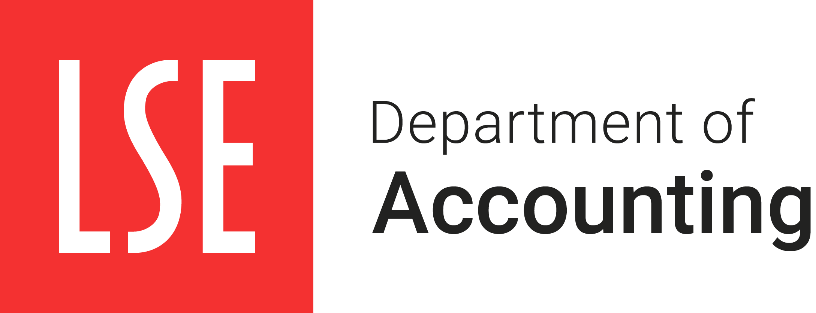 LSE
Department of
Accounting